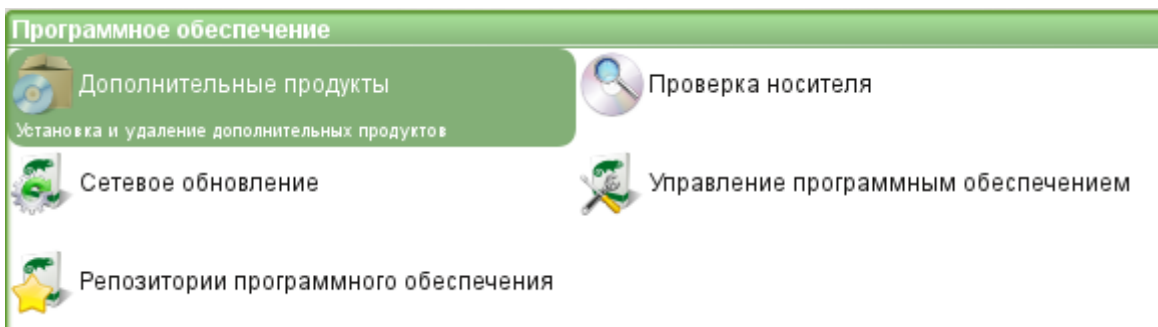 Программное обеспечение
Дополнительные продукты
Установка и удаление дополнительных продуктов
Проверка носителя
Сетевое обновление
Управление программным обеспечением
Репозитории программного обеспечения